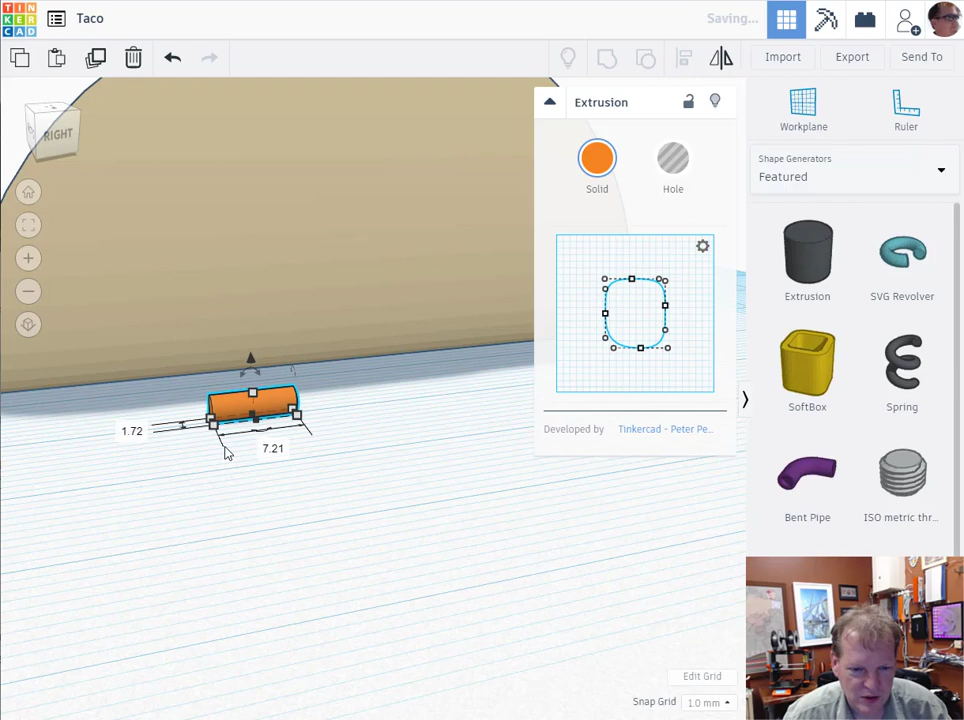 TIN
KER
CAD
Taco
Saving...
Import
Export
Send To
RIGHT
Extrusion
Solid
Hole
Developed by
Tinkercad - Peter Pe...
Workplane
Ruler
Shape Generators
Featured
Extrusion
SVG Revolver
SoftBox
Spring
Bent Pipe
ISO metric thr...
1.72
7.21
Edit Grid
Snap Grid
1.0 mm